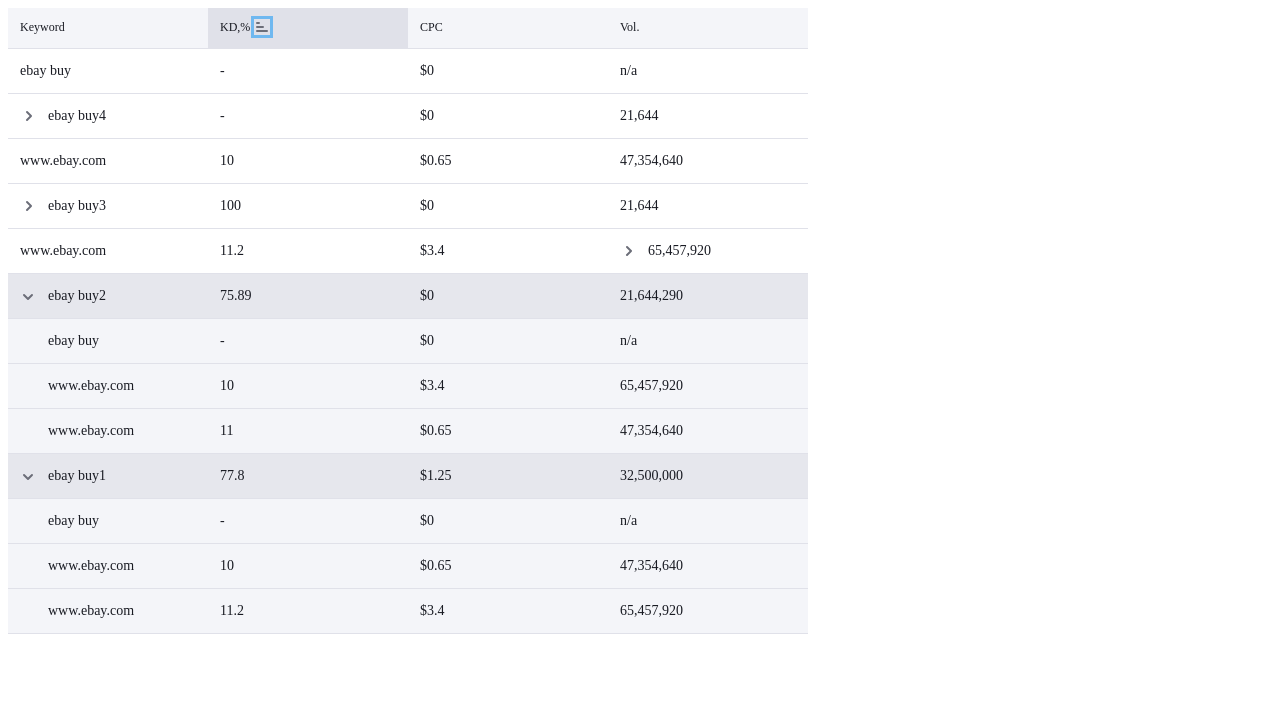 Keyword KD,% CPC Vol.
ebay buy - $0 n/a
ebay buy4 - $0 21,644
www.ebay.com 10 $0.65 47,354,640
ebay buy3 100 $0 21,644
www.ebay.com 11.2 $3.4 65,457,920
ebay buy2 75.89 $0 21,644,290
ebay buy - $0 n/a
www.ebay.com 10 $3.4 65,457,920
www.ebay.com 11 $0.65 47,354,640
ebay buy1 77.8 $1.25 32,500,000
ebay buy - $0 n/a
www.ebay.com 10 $0.65 47,354,640
www.ebay.com 11.2 $3.4 65,457,920